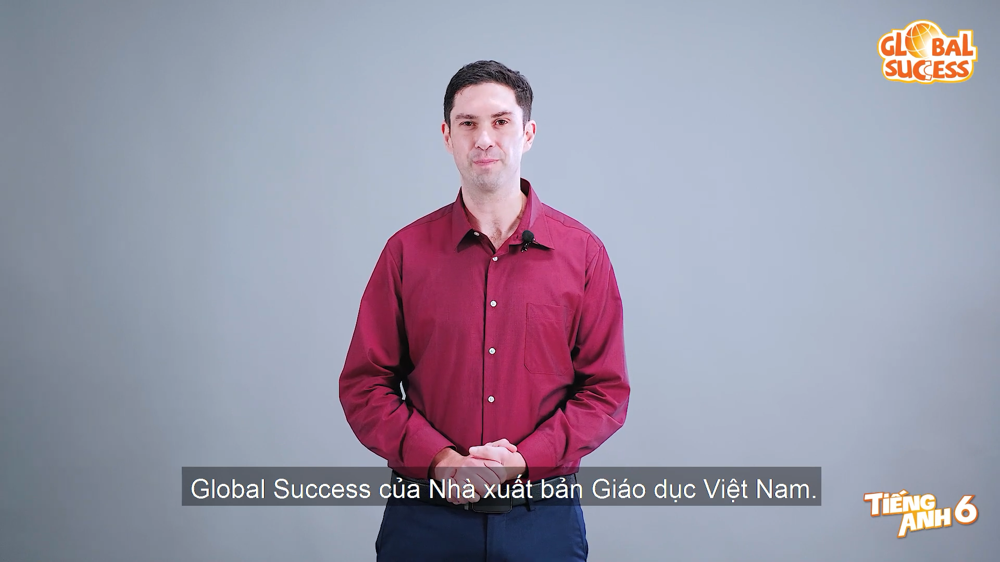 GLOBAL
SUCCESS
Global Success của Nhà xuất bản Giáo dục Việt Nam.
TIẾNG
ANH 6